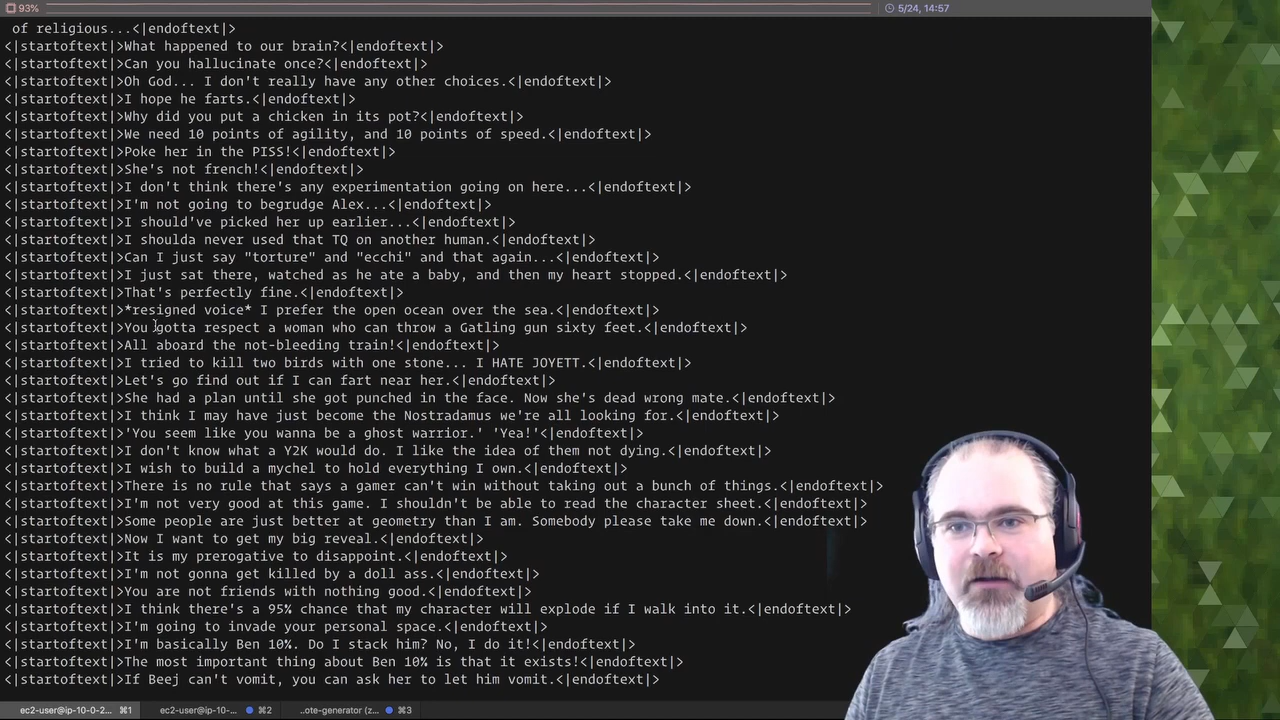 93%
5/24, 14:57
of religious...<|endoftext|>
<|startoftext|>What happened to our brain?<|endoftext|>
<|startoftext|>Can you hallucinate once?<|endoftext|>
<|startoftext|>Oh God... I don't really have any other choices.<|endoftext|>
<|startoftext|>I hope he farts.<|endoftext|>
<|startoftext|>Why did you put a chicken in its pot?<|endoftext|>
<|startoftext|>We need 10 points of agility, and 10 points of speed.<|endoftext|>
<|startoftext|>Poke her in the PISS!<|endoftext|>
<|startoftext|>She's not french!<|endoftext|>
<|startoftext|>I don't think there's any experimentation going on here...<|endoftext|>
<|startoftext|>I'm not going to begrudge Alex...<|endoftext|>
<|startoftext|>I should've picked her up earlier...<|endoftext|>
<|startoftext|>I shoulda never used that TQ on another human.<|endoftext|>
<|startoftext|>Can I just say "torture" and "ecchi" and that again...<|endoftext|>
<|startoftext|>I just sat there, watched as he ate a baby, and then my heart stopped.<|endoftext|>
<|startoftext|>That's perfectly fine.<|endoftext|>
<|startoftext|>*resigned voice* I prefer the open ocean over the sea.<|endoftext|>
<|startoftext|>You gotta respect a woman who can throw a Gatling gun sixty feet.<|endoftext|>
<|startoftext|>All aboard the not-bleeding train!<|endoftext|>
<|startoftext|>I tried to kill two birds with one stone... I HATE JOYETT.<|endoftext|>
<|startoftext|>Let's go find out if I can fart near her.<|endoftext|>
<|startoftext|>She had a plan until she got punched in the face. Now she's dead wrong mate.<|endoftext|>
<|startoftext|>I think I may have just become the Nostradamus we're all looking for.<|endoftext|>
<|startoftext|>'You seem like you wanna be a ghost warrior.' 'Yea!'<|endoftext|>
<|startoftext|>I don't know what a Y2K would do. I like the idea of them not dying.<|endoftext|>
<|startoftext|>I wish to build a mychel to hold everything I own.<|endoftext|>
<|startoftext|>There is no rule that says a gamer can't win without taking out a bunch of things.<|endoftext|>
<|startoftext|>I'm not very good at this game. I shouldn't be able to read the character sheet.<|endoftext|>
<|startoftext|>Some people are just better at geometry than I am. Somebody please take me down.<|endoftext|>
<|startoftext|>Now I want to get my big reveal.<|endoftext|>
<|startoftext|>It is my prerogative to disappoint.<|endoftext|>
<|startoftext|>I'm not gonna get killed by a doll ass.<|endoftext|>
<|startoftext|>You are not friends with nothing good.<|endoftext|>
<|startoftext|>I think there's a 95% chance that my character will explode if I walk into it.<|endoftext|>
<|startoftext|>I'm going to invade your personal space.<|endoftext|>
<|startoftext|>I'm basically Ben 10%. Do I stack him? No, I do it!<|endoftext|>
<|startoftext|>The most important thing about Ben 10% is that it exists!<|endoftext|>
<|startoftext|>If Beej can't vomit, you can ask her to let him vomit.<|endoftext|>
ec2-user@ip-10-0-2... ⌘1 ec2-user@ip-10-... ⌘2 ..ote-generator (z... ⌘3